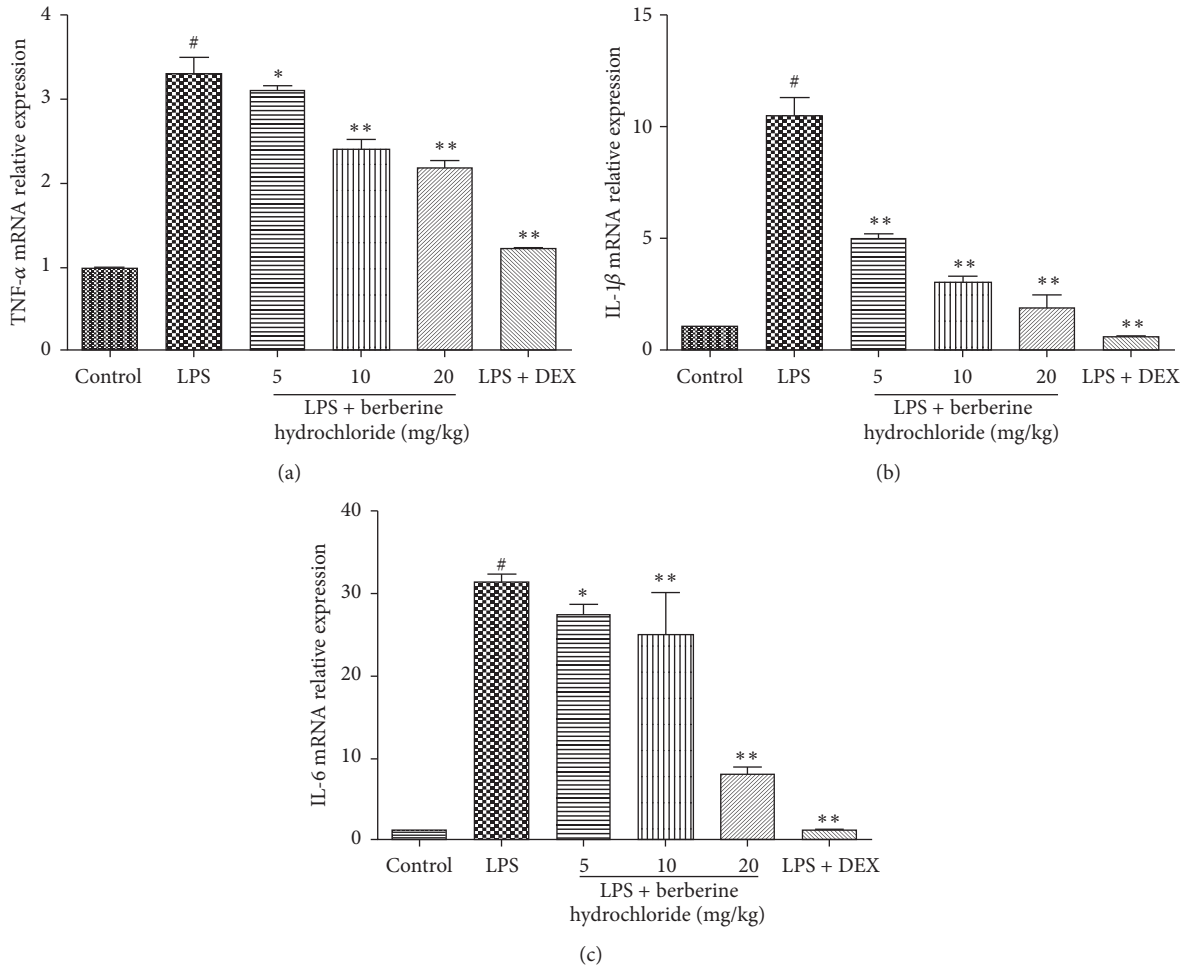 TNF-α mRNA relative expression
4
3
2
1
0
#
*
**
**
**
Control LPS 5 10 20 LPS + DEX
LPS + berberine
hydrochloride (mg/kg)
(a)
IL-1β mRNA relative expression
15
10
5
0
#
**
**
**
**
Control LPS 5 10 20 LPS + DEX
LPS + berberine
hydrochloride (mg/kg)
(b)
IL-6 mRNA relative expression
40
30
20
10
0
#
*
**
**
**
Control LPS 5 10 20 LPS + DEX
LPS + berberine
hydrochloride (mg/kg)
(c)